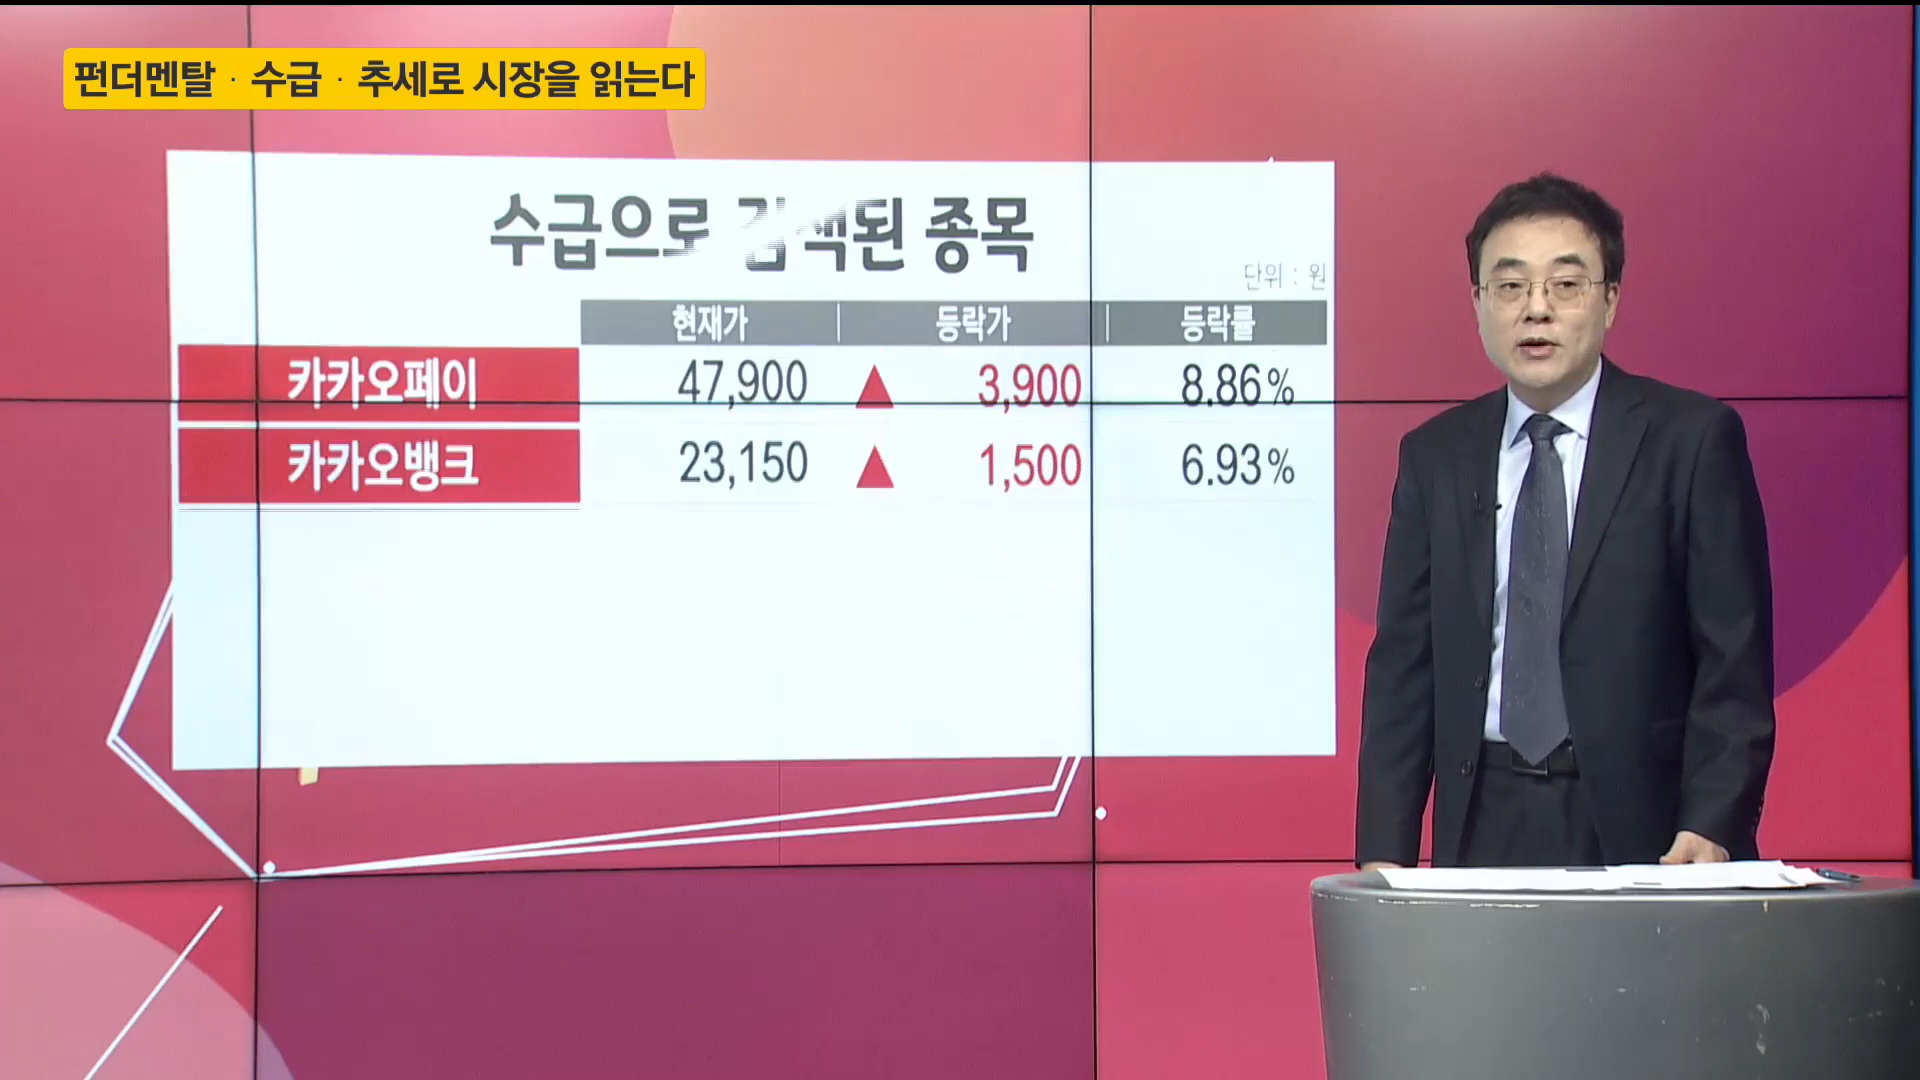 펀더멘탈 · 수급 · 추세로 시장을 읽는다
수급으로 검색된 종목
단위 : 원
현재가 등락가 등락률
카카오페이 47,900 ▲ 3,900 8.86%
카카오뱅크 23,150 ▲ 1,500 6.93%